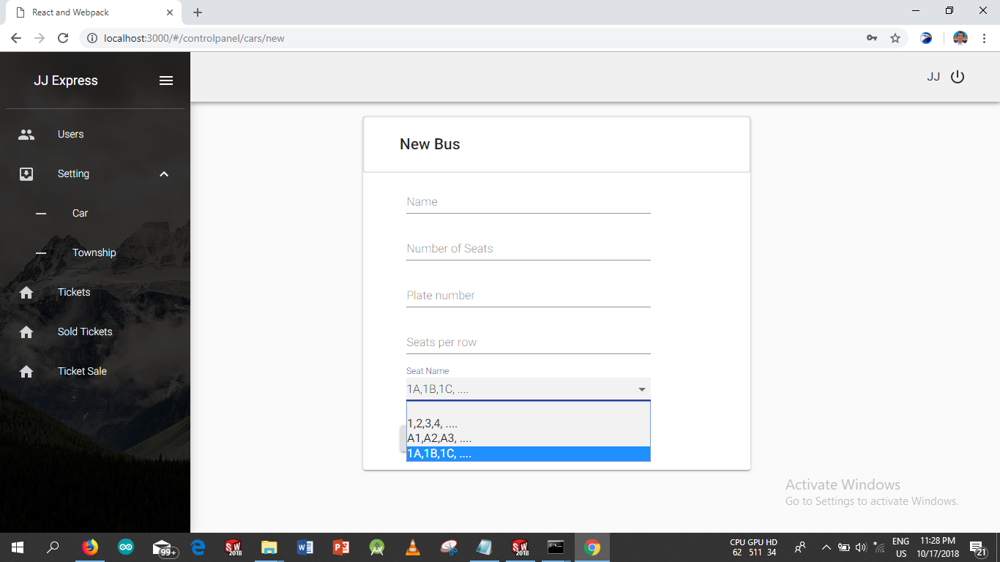 React and Webpack
localhost:3000/#/controlpanel/cars/new
JJ Express
JJ
Users
Setting
Car
Township
Tickets
Sold Tickets
Ticket Sale
New Bus
Name
Number of Seats
Plate number
Seats per row
Seat Name
1A,1B,1C, ....
1,2,3,4, ....
A1,A2,A3, ....
1A,1B,1C, ....
Activate Windows
Go to Settings to activate Windows.
99+
SW
2018
SW
2018
CPU GPU HD
62 511 34
ENG
US
11:28 PM
10/17/2018
21